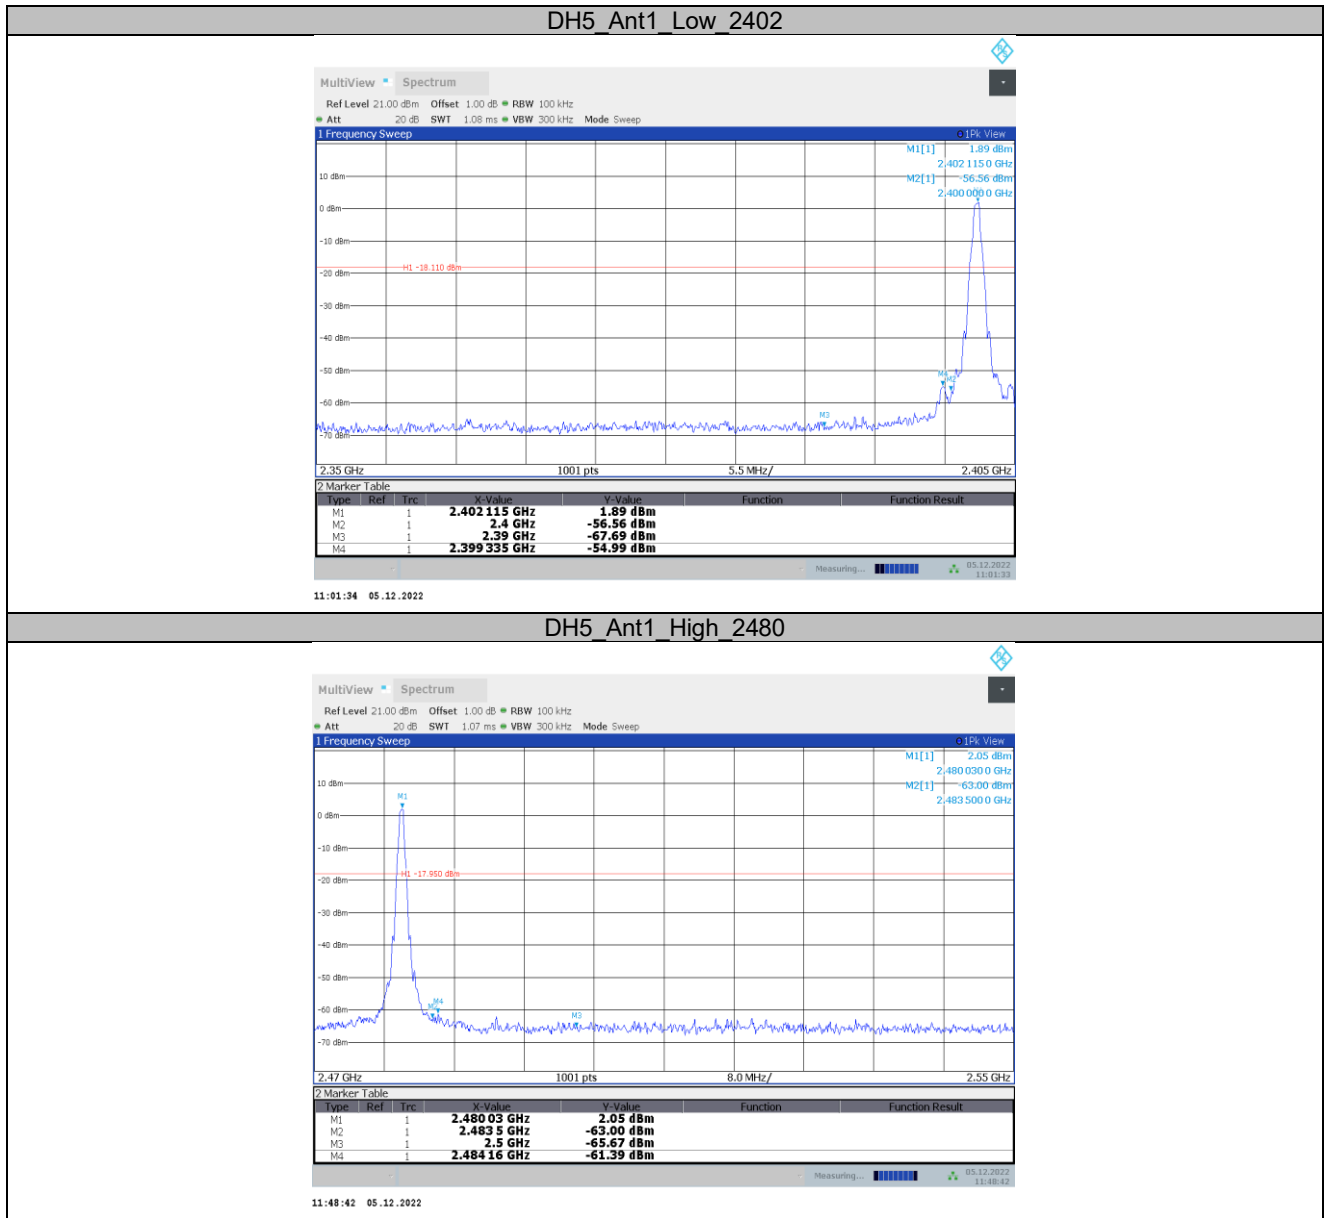 DH5_Ant1_Low_2402
MultiView Spectrum
Ref Level 21.00 dBm Offset 1.00 dB RBW 100 kHz
Att 20 dB SWT 1.08 ms VBW 300 kHz Mode Sweep
1 Frequency Sweep 1Pk View
M1[1] 1.89 dBm
2.402 115 0 GHz
M2[1] -56.56 dBm
2.400 000 0 GHz
10 dBm
0 dBm
-10 dBm
H1 -18.110 dBm
-20 dBm
-30 dBm
-40 dBm
-50 dBm
M4
M2
-60 dBm
M3
-70 dBm
2.35 GHz 1001 pts 5.5 MHz/ 2.405 GHz
2 Marker Table
Type Ref Trc X-Value Y-Value Function Function Result
M1 1 2.402 115 GHz 1.89 dBm
M2 1 2.4 GHz -56.56 dBm
M3 1 2.39 GHz -67.69 dBm
M4 1 2.399 335 GHz -54.99 dBm
Measuring... 05.12.2022
11:01:33
11:01:34 05.12.2022
DH5_Ant1_High_2480
MultiView Spectrum
Ref Level 21.00 dBm Offset 1.00 dB RBW 100 kHz
Att 20 dB SWT 1.07 ms VBW 300 kHz Mode Sweep
1 Frequency Sweep 1Pk View
M1[1] 2.05 dBm
2.480 030 0 GHz
M2[1] -63.00 dBm
2.483 500 0 GHz
10 dBm
M1
0 dBm
-10 dBm
H1 -17.950 dBm
-20 dBm
-30 dBm
-40 dBm
-50 dBm
M4
-60 dBm
M3
-70 dBm
2.47 GHz 1001 pts 8.0 MHz/ 2.55 GHz
2 Marker Table
Type Ref Trc X-Value Y-Value Function Function Result
M1 1 2.480 03 GHz 2.05 dBm
M2 1 2.483 5 GHz -63.00 dBm
M3 1 2.5 GHz -65.67 dBm
M4 1 2.484 16 GHz -61.39 dBm
Measuring... 05.12.2022
11:48:42
11:48:42 05.12.2022